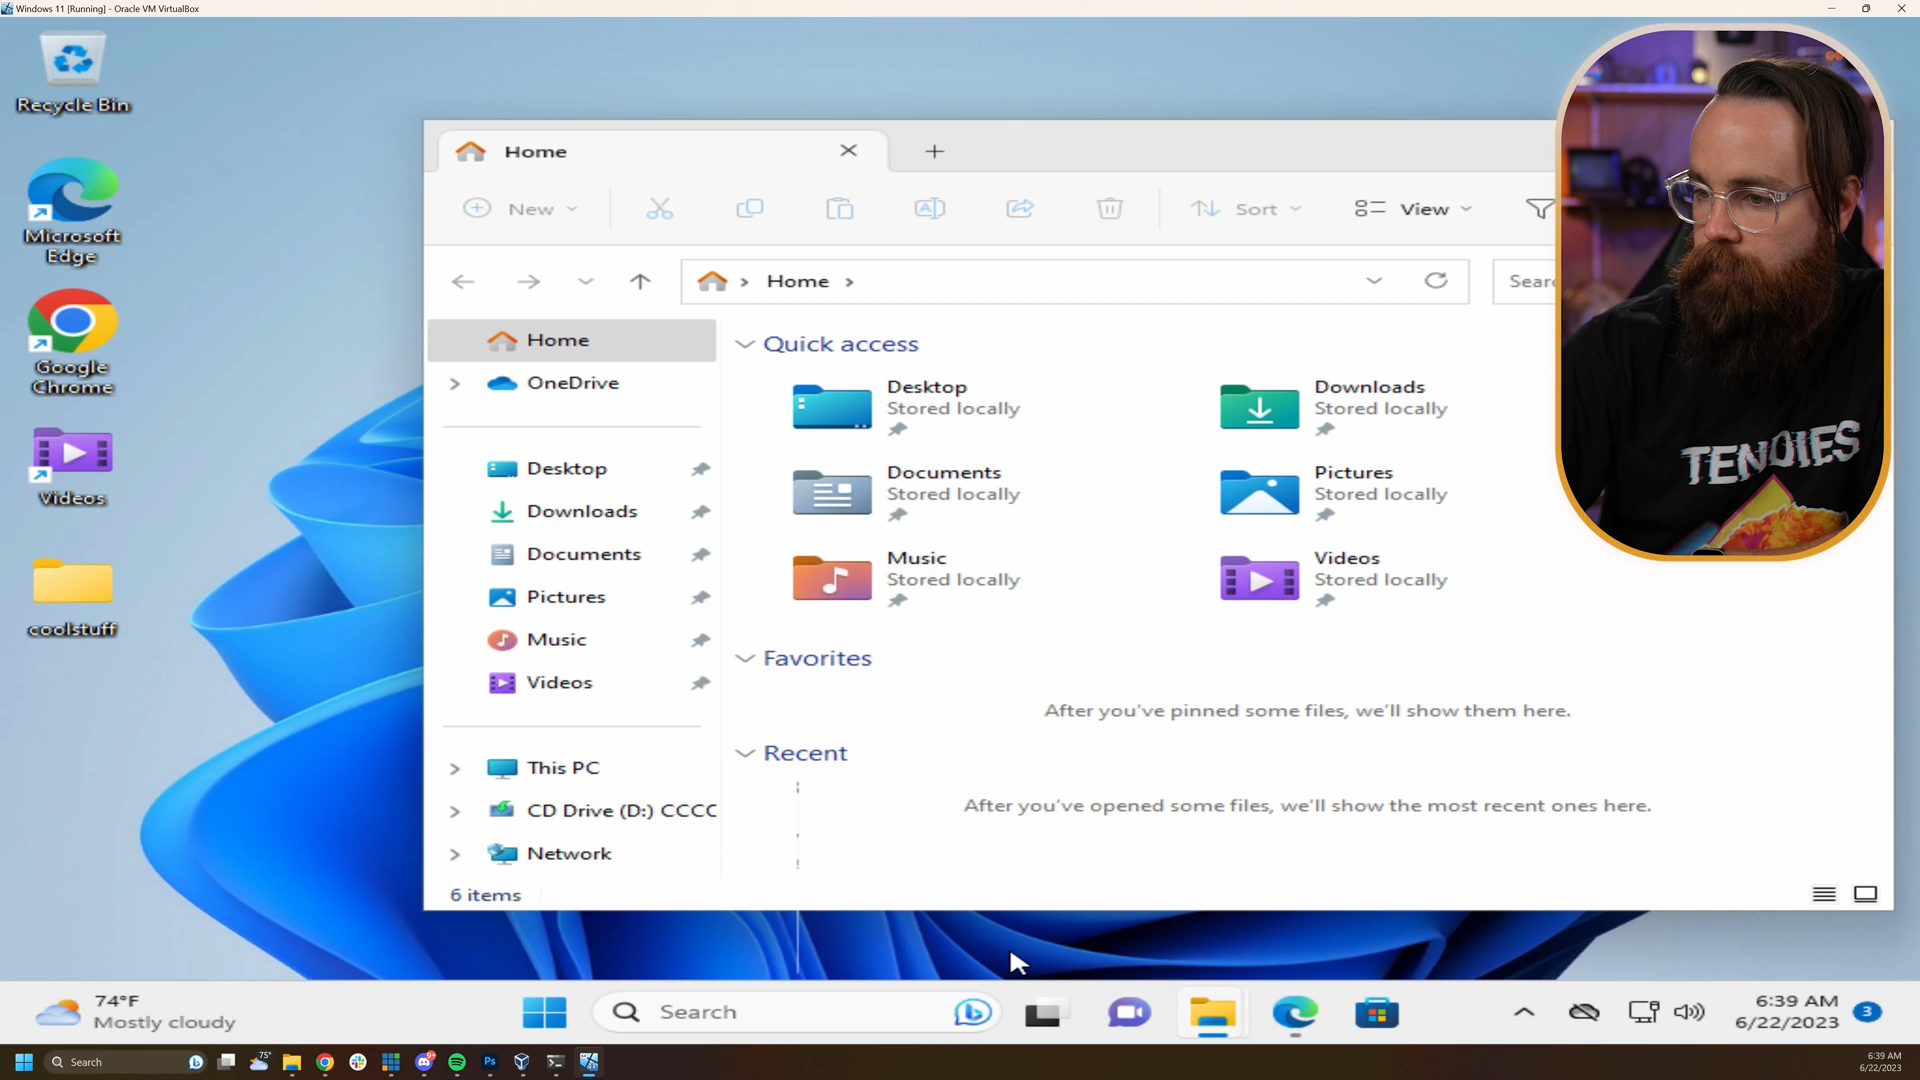 Windows 11 [Running] - Oracle VM VirtualBox
Recycle Bin
Microsoft
Edge
Google
Chrome
Videos
coolstuff
Home
New
Sort
View
Home
Sear
Home
OneDrive
Desktop
Downloads
Documents
Pictures
Music
Videos
This PC
CD Drive (D:) CCCC
Network
6 items
Quick access
Desktop
Stored locally
Downloads
Stored locally
Documents
Stored locally
Pictures
Stored locally
Music
Stored locally
Videos
Stored locally
Favorites
After you've pinned some files, we'll show them here.
Recent
After you've opened some files, we'll show the most recent ones here.
TENDIES
74°F
Mostly cloudy
Search
6:39 AM
6/22/2023
3
Search
75°
Ps
6:39 AM
6/22/2023